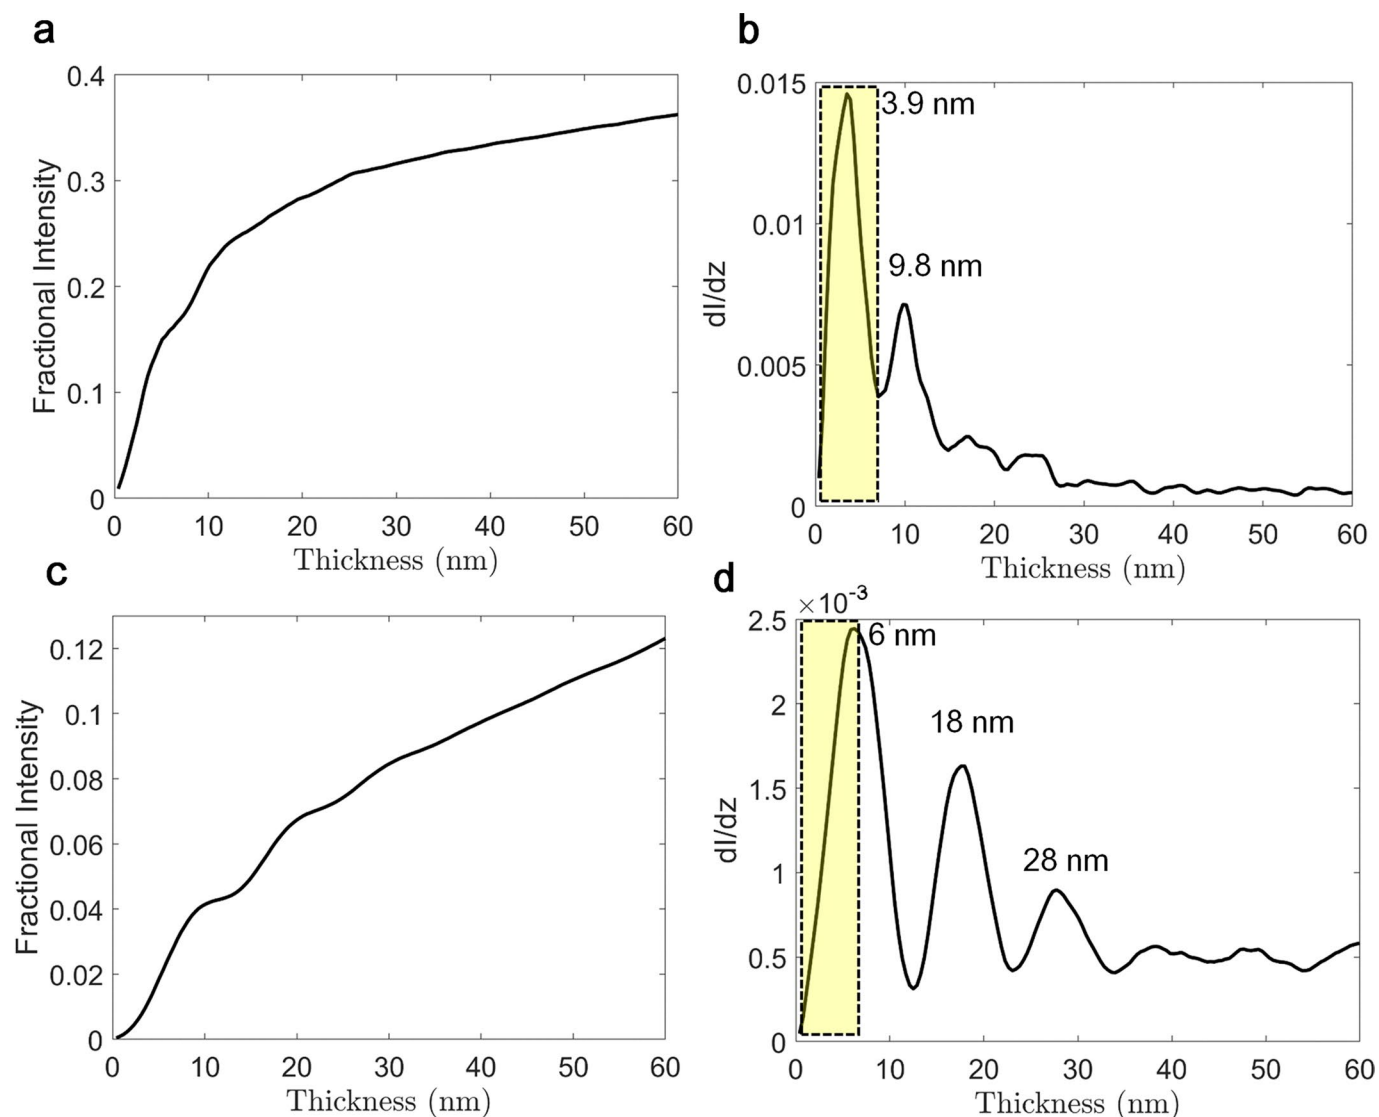 a
0.4
0.3
0.2
0.1
0
Fractional Intensity
0 10 20 30 40 50 60
Thickness (nm)
b
0.015
0.01
0.005
0
dI/dz
3.9 nm
9.8 nm
0 10 20 30 40 50 60
Thickness (nm)
c
0.12
0.1
0.08
0.06
0.04
0.02
0
Fractional Intensity
0 10 20 30 40 50 60
Thickness (nm)
d
×10⁻³
2.5
2
1.5
1
0.5
0
dI/dz
6 nm
18 nm
28 nm
0 10 20 30 40 50 60
Thickness (nm)